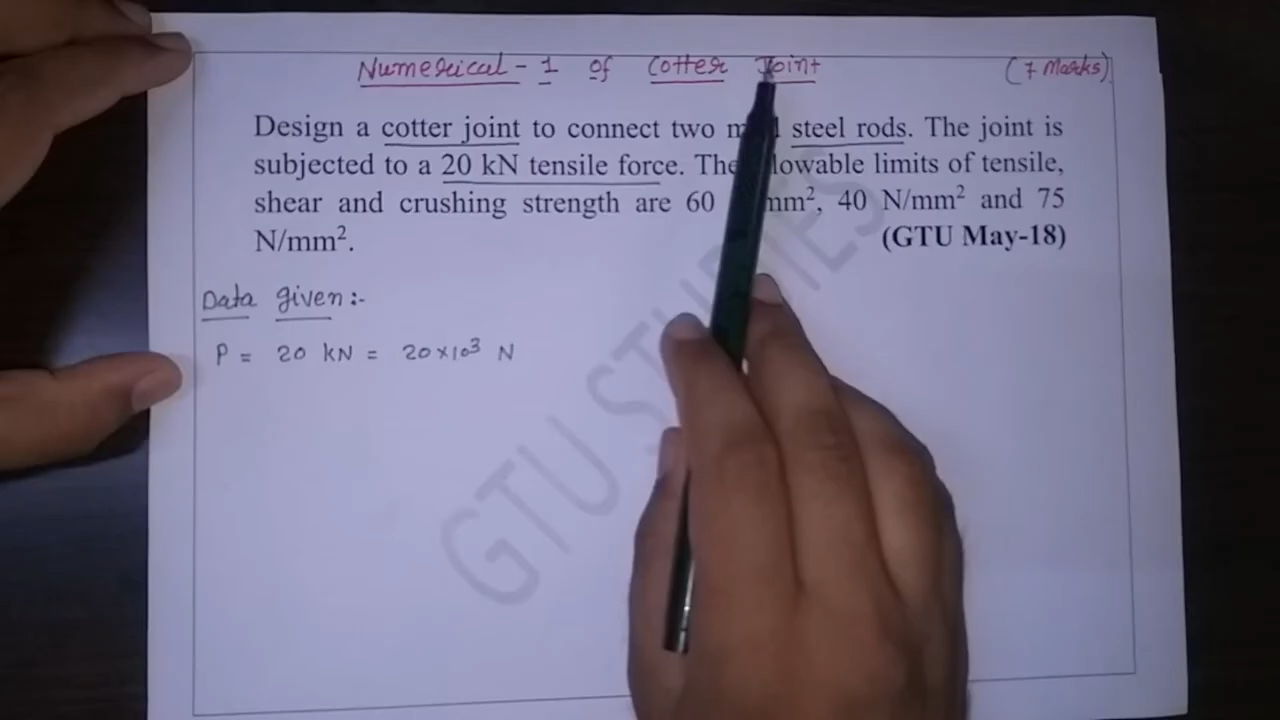 Numerical - 1 of Cotter Joint (7 Marks)
Design a cotter joint to connect two steel rods. The joint is
subjected to a 20 kN tensile force. The limits of tensile,
shear and crushing strength are 60 40 N/mm² and 75
N/mm². (GTU May-18)
Data given :-
P = 20 kN = 20×10³ N
GTU STUDIES